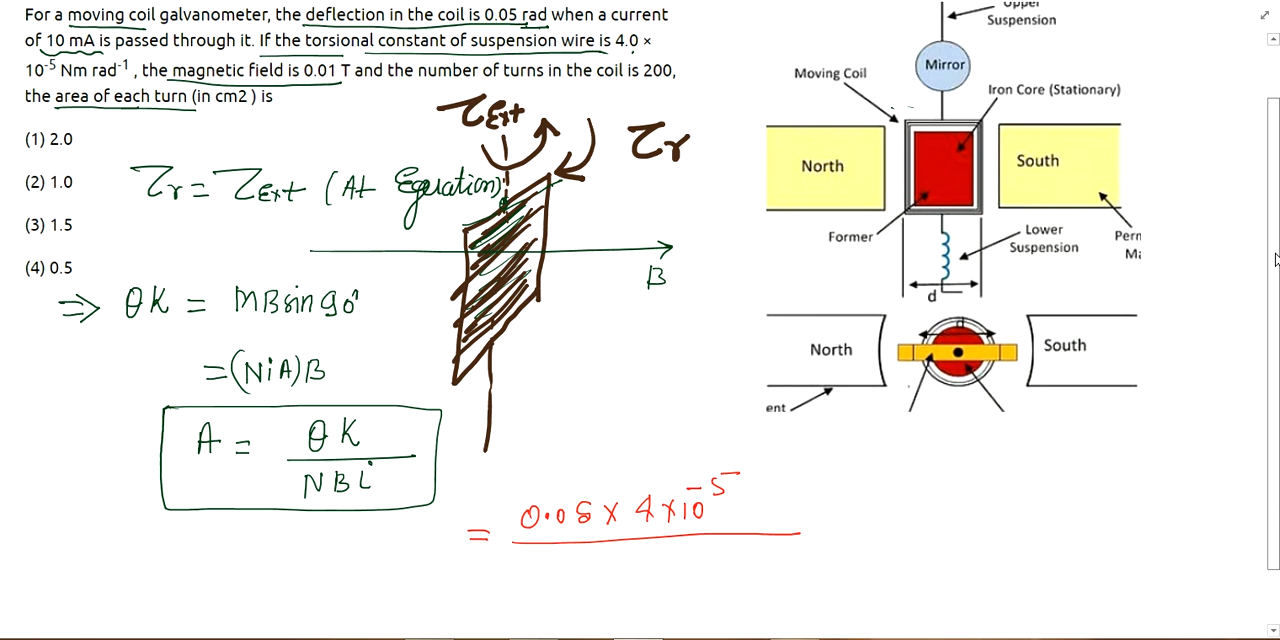 For a moving coil galvanometer, the deflection in the coil is 0.05 rad when a current
of 10 mA is passed through it. If the torsional constant of suspension wire is 4.0 ×
10⁻⁵ Nm rad⁻¹ , the magnetic field is 0.01 T and the number of turns in the coil is 200,
the area of each turn (in cm2 ) is
(1) 2.0
(2) 1.0
(3) 1.5
(4) 0.5
τExt
τr
τr = τExt (At Equation)
B
⇒ θK = MBsin90°
= (NiA)B
A = θK / NBi
= 0.05 × 4×10⁻⁵
Upper
Suspension
Mirror
Moving Coil
Iron Core (Stationary)
North
South
Former
Lower
Suspension
Perm
Ma
d
d
North
South
ent